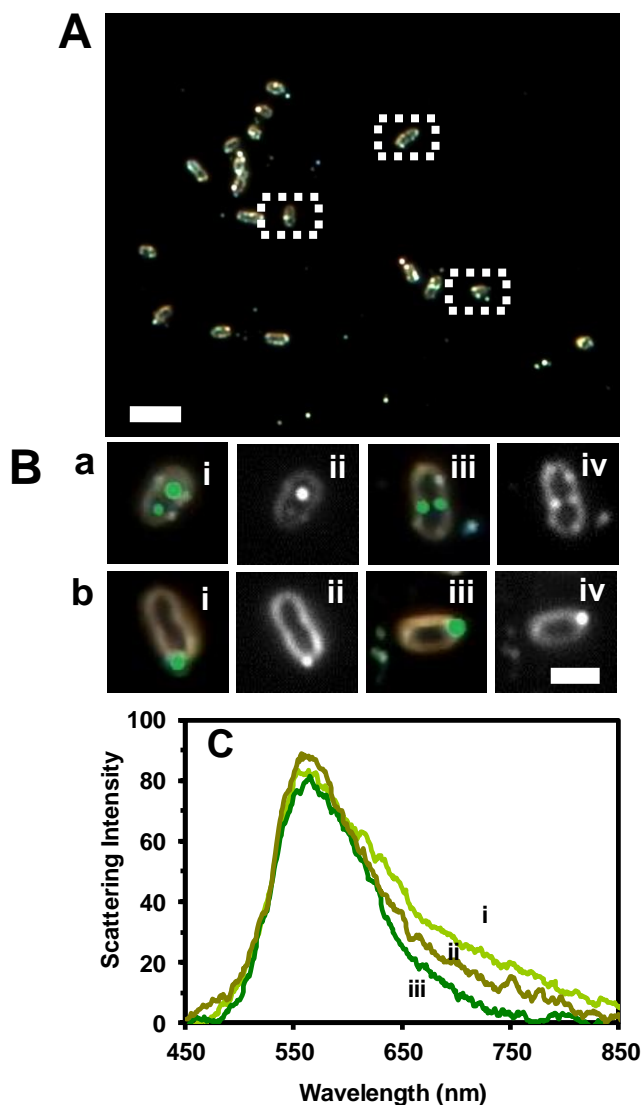 A
B
a
i
ii
iii
iv
b
i
ii
iii
iv
C
100
80
60
40
20
0
Scattering Intensity
i
ii
iii
450
550
650
750
850
Wavelength (nm)